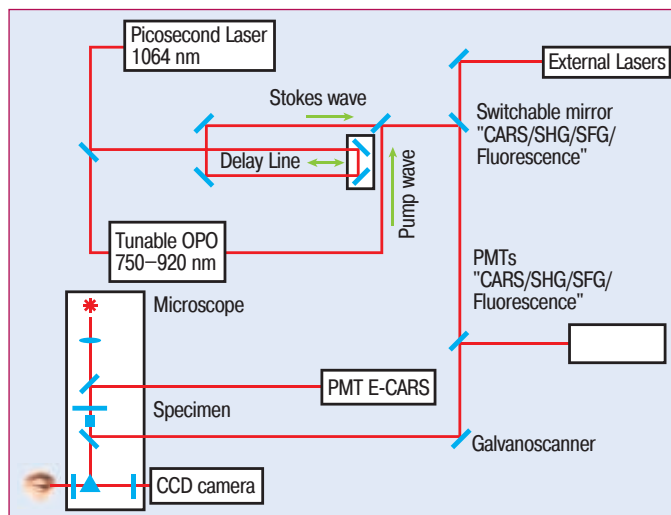 Picosecond Laser
1064 nm
External Lasers
Stokes wave
Switchable mirror
"CARS/SHG/SFG/
Fluorescence"
Delay Line
Pump wave
Tunable OPO
750–920 nm
PMTs
"CARS/SHG/SFG/
Fluorescence"
Microscope
PMT E-CARS
Specimen
Galvanoscanner
CCD camera